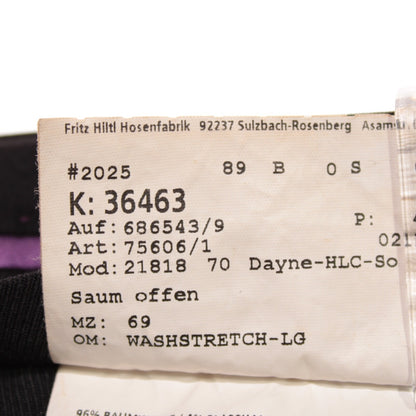 Fritz Hiltl Hosenfabrik 92237 Sulzbach-Rosenberg
#2025 89 B 0 S
K: 36463
Auf: 686543/9 P:
Art: 75606/1 021
Mod: 21818 70 Dayne-HLC-So
Saum offen
MZ: 69
OM: WASHSTRETCH-LG